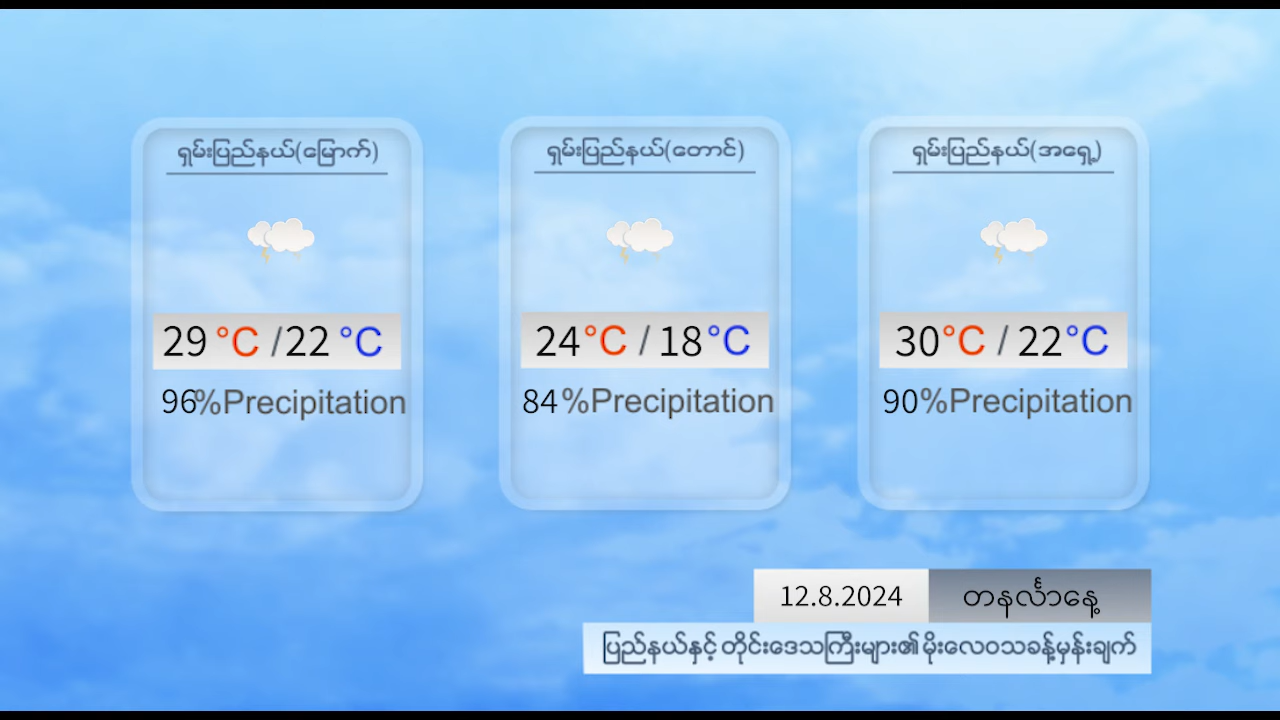 ရှမ်းပြည်နယ်(မြောက်)
29 °C /22 °C
96%Precipitation
ရှမ်းပြည်နယ်(တောင်)
24°C / 18°C
84 %Precipitation
ရှမ်းပြည်နယ်(အရှေ့)
30°C / 22°C
90%Precipitation
12.8.2024 တနင်္လာနေ့
ပြည်နယ်နှင့် တိုင်းဒေသကြီးများ၏ မိုးလေဝသခန့်မှန်းချက်